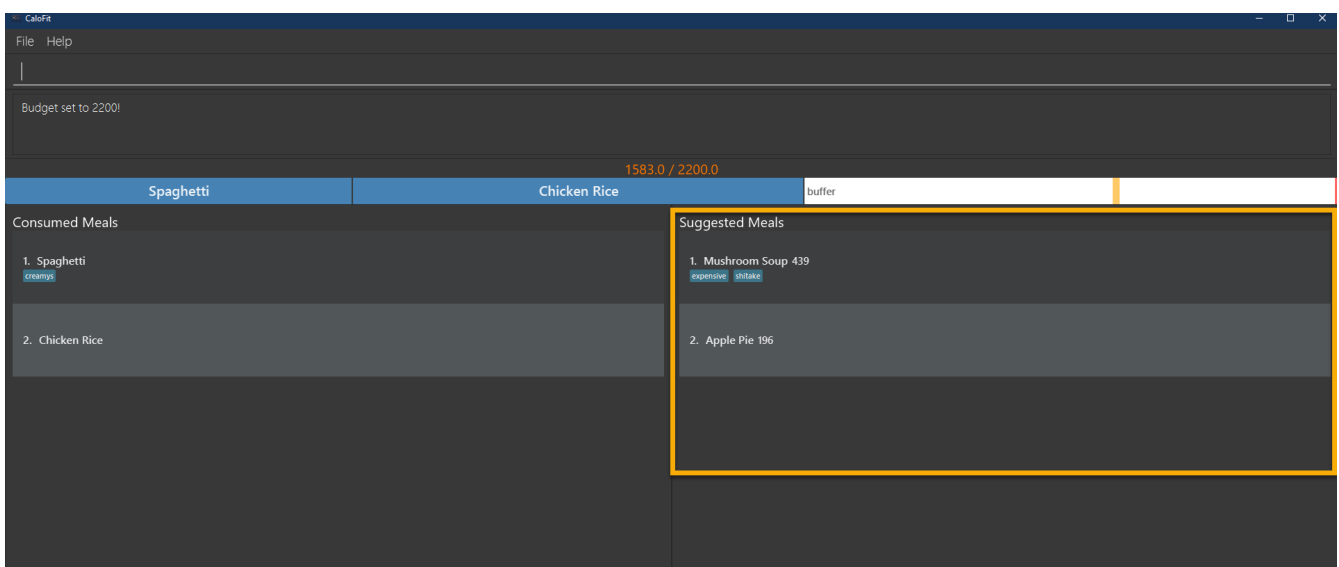 CaloFit
File Help
Budget set to 2200!
1583.0 / 2200.0
Spaghetti Chicken Rice buffer
Consumed Meals
1. Spaghetti
creamys
2. Chicken Rice
Suggested Meals
1. Mushroom Soup 439
expensive shitake
2. Apple Pie 196